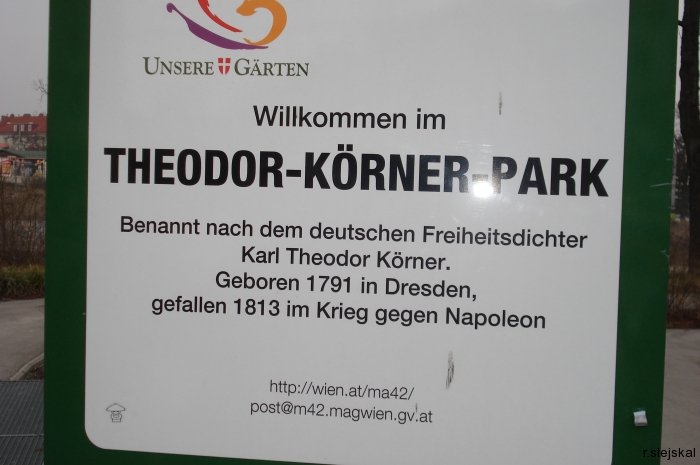 UNSERE GÄRTEN
Willkommen im
THEODOR-KÖRNER-PARK
Benannt nach dem deutschen Freiheitsdichter
Karl Theodor Körner.
Geboren 1791 in Dresden,
gefallen 1813 im Krieg gegen Napoleon
http://wien.at/ma42/
post@m42.magwien.gv.at
r.stejskal